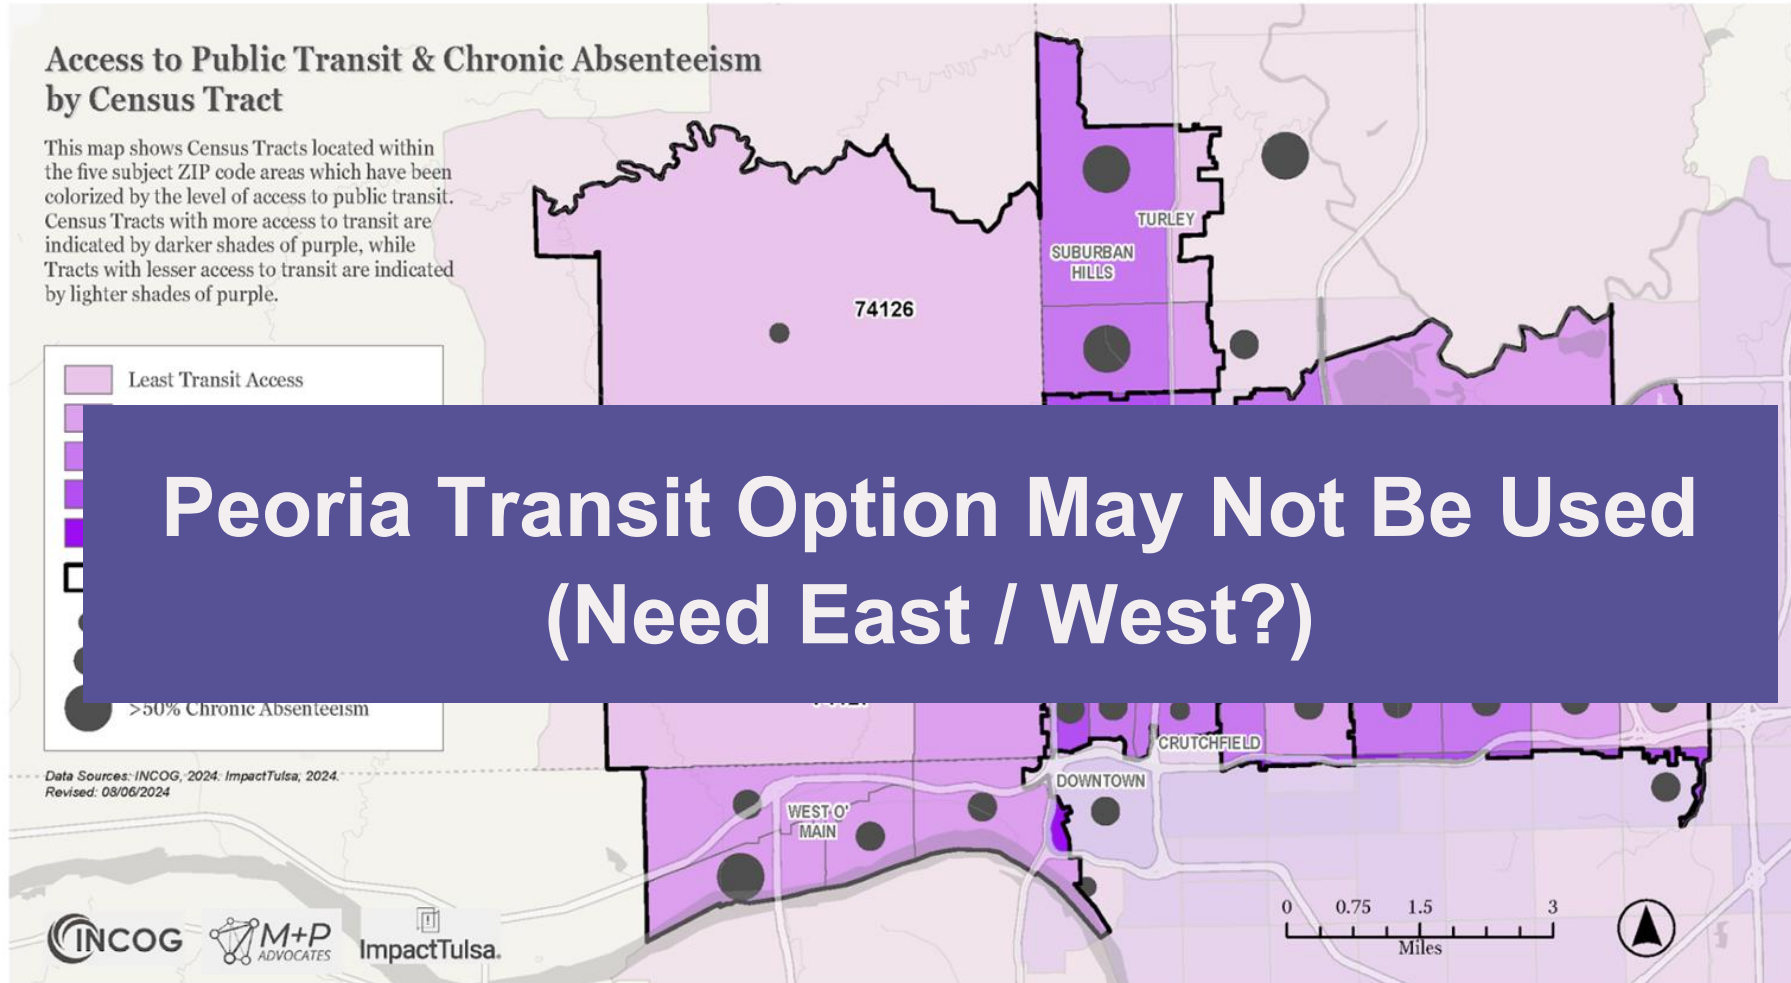 Access to Public Transit & Chronic Absenteeism
by Census Tract
This map shows Census Tracts located within
the five subject ZIP code areas which have been
colorized by the level of access to public transit.
Census Tracts with more access to transit are
indicated by darker shades of purple, while
Tracts with lesser access to transit are indicated
by lighter shades of purple.
TURLEY
SUBURBAN
HILLS
74126
Least Transit Access
Peoria Transit Option May Not Be Used
(Need East / West?)
>50% Chronic Absenteeism
CRUTCHFIELD
DOWNTOWN
WEST O'
MAIN
Data Sources: INCOG, 2024. ImpactTulsa, 2024.
Revised: 08/06/2024
INCOG
M+P
ADVOCATES
ImpactTulsa.
0 0.75 1.5 3
Miles